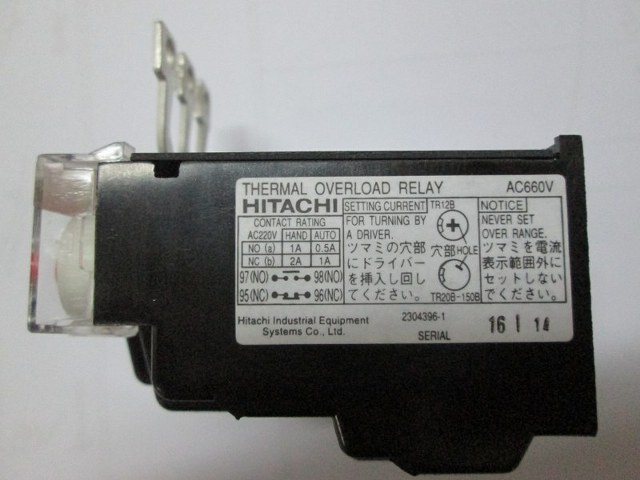 THERMAL OVERLOAD RELAY AC660V
HITACHI
CONTACT RATING
AC220V HAND AUTO
NO (a) 1A 0.5A
NC (b) 2A 1A
97(NO) 98(NO)
95(NC) 96(NC)
SETTING CURRENT
FOR TURNING BY
A DRIVER.
ツマミの穴部
にドライバー
を挿入し回し
てください。
TR12B
穴部HOLE
TR20B-150B
NOTICE
NEVER SET
OVER RANGE.
ツマミを電流
表示範囲外に
セットしない
でください。
Hitachi Industrial Equipment
Systems Co., Ltd.
2304396-1
SERIAL
16 I 14